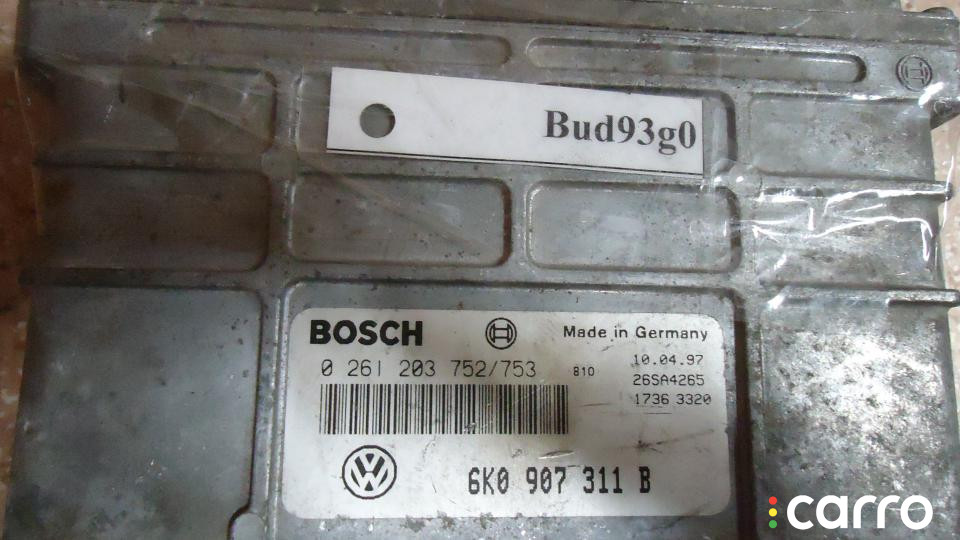 Bud93g0
BOSCH Made in Germany
0 261 203 752/753 810 10.04.97
26SA4265
1736 3320
6K0 907 311 B
carro